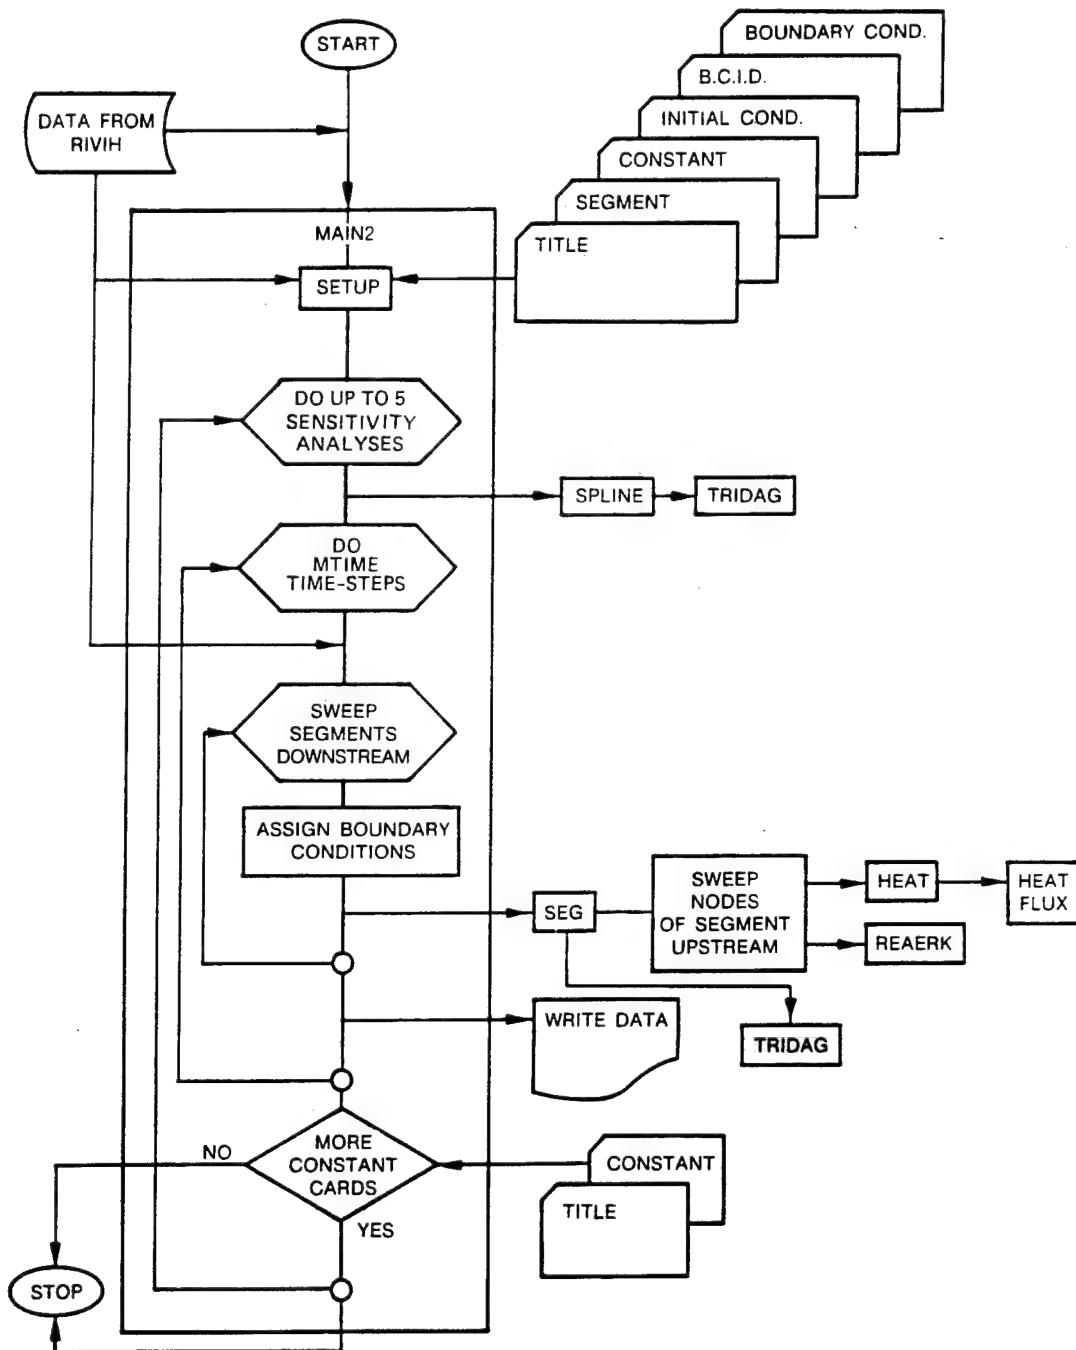 START
BOUNDARY COND.
B.C.I.D.
INITIAL COND.
CONSTANT
SEGMENT
TITLE
DATA FROM
RIVIH
MAIN2
SETUP
DO UP TO 5
SENSITIVITY
ANALYSES
SPLINE
TRIDAG
DO
MTIME
TIME-STEPS
SWEEP
SEGMENTS
DOWNSTREAM
ASSIGN BOUNDARY
CONDITIONS
SEG
SWEEP
NODES
OF SEGMENT
UPSTREAM
HEAT
HEAT
FLUX
REAERK
WRITE DATA
TRIDAG
NO
MORE
CONSTANT
CARDS
YES
CONSTANT
TITLE
STOP